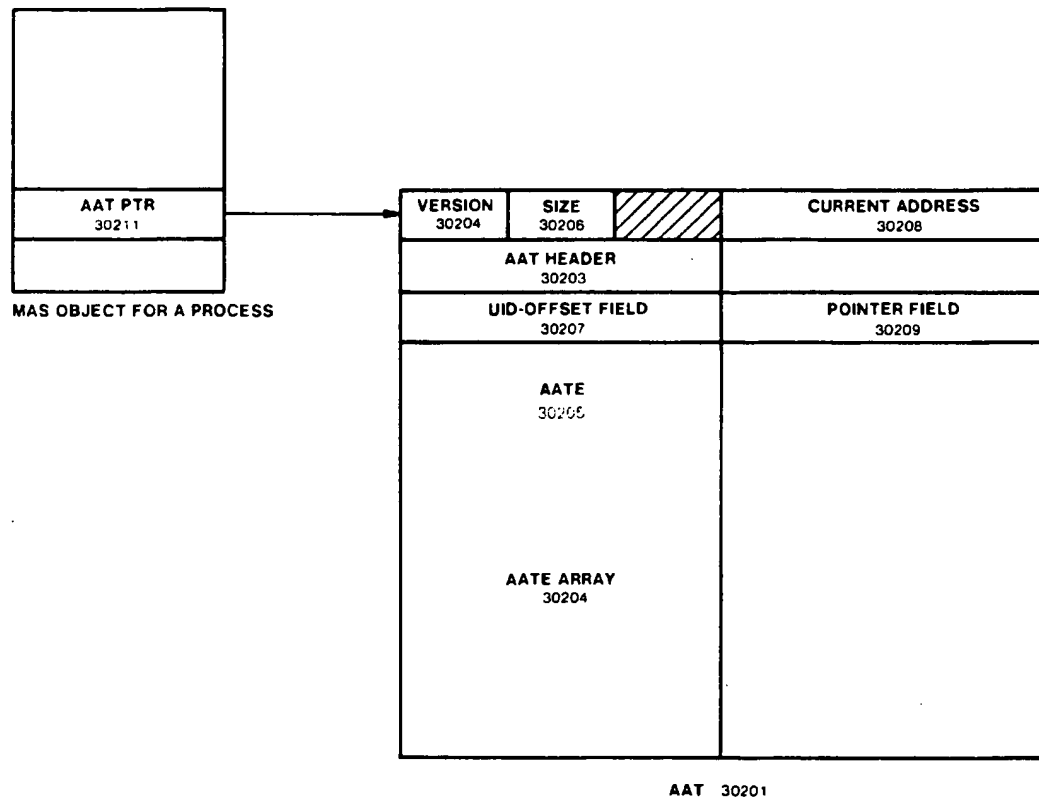 AAT PTR
30211
MAS OBJECT FOR A PROCESS
VERSION
30204
SIZE
30206
CURRENT ADDRESS
30208
AAT HEADER
30203
UID-OFFSET FIELD
30207
POINTER FIELD
30209
AATE
30205
AATE ARRAY
30204
AAT 30201